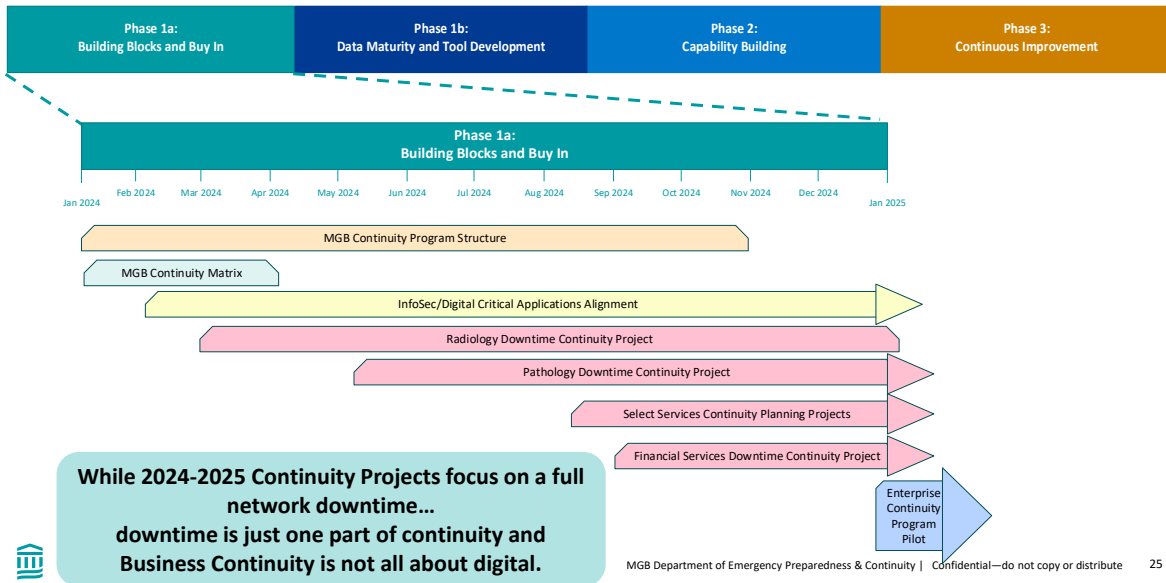 Phase 1a:
Building Blocks and Buy In
Phase 1b:
Data Maturity and Tool Development
Phase 2:
Capability Building
Phase 3:
Continuous Improvement
Phase 1a:
Building Blocks and Buy In
Jan 2024
Feb 2024
Mar 2024
Apr 2024
May 2024
Jun 2024
Jul 2024
Aug 2024
Sep 2024
Oct 2024
Nov 2024
Dec 2024
Jan 2025
MGB Continuity Program Structure
MGB Continuity Matrix
InfoSec/Digital Critical Applications Alignment
Radiology Downtime Continuity Project
Pathology Downtime Continuity Project
Select Services Continuity Planning Projects
Financial Services Downtime Continuity Project
Enterprise
Continuity
Program
Pilot
While 2024-2025 Continuity Projects focus on a full
network downtime…
downtime is just one part of continuity and
Business Continuity is not all about digital.
MGB Department of Emergency Preparedness & Continuity | Confidential—do not copy or distribute 25